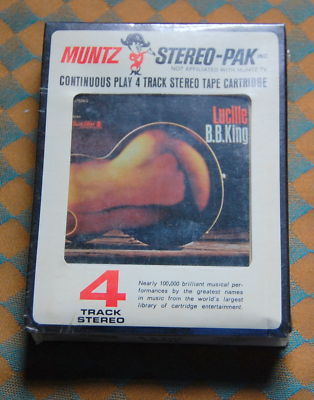 MUNTZ STEREO-PAK INC.
NOT AFFILIATED WITH MUNTZ TV
CONTINUOUS PLAY 4 TRACK STEREO TAPE CARTRIDGE
Lucille
B.B.King
4
TRACK
STEREO
Nearly 100,000 brilliant musical per-
formances by the greatest names
in music from the world's largest
library of cartridge entertainment.